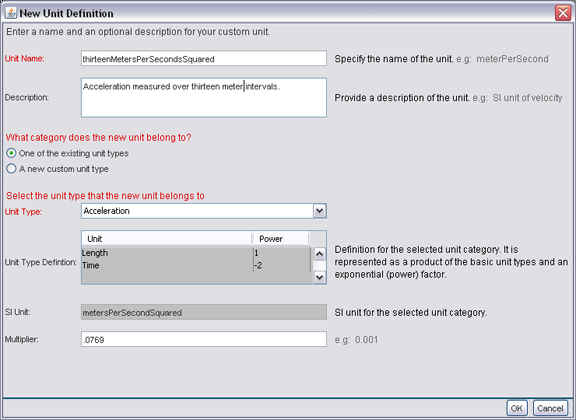 New Unit Definition
Enter a name and an optional description for your custom unit.
Unit Name: thirteenMetersPerSecondsSquared Specify the name of the unit. e.g: meterPerSecond
Description: Acceleration measured over thirteen meter intervals. Provide a description of the unit. e.g: SI unit of velocity
What category does the new unit belong to?
One of the existing unit types
A new custom unit type
Select the unit type that the new unit belongs to
Unit Type: Acceleration
Unit Type Defintion: Unit Power
Length 1
Time -2
Definition for the selected unit category. It is
represented as a product of the basic unit types and an
exponential (power) factor.
SI Unit: metersPerSecondSquared SI unit for the selected unit category.
Multiplier: .0769 e.g: 0.001
OK Cancel